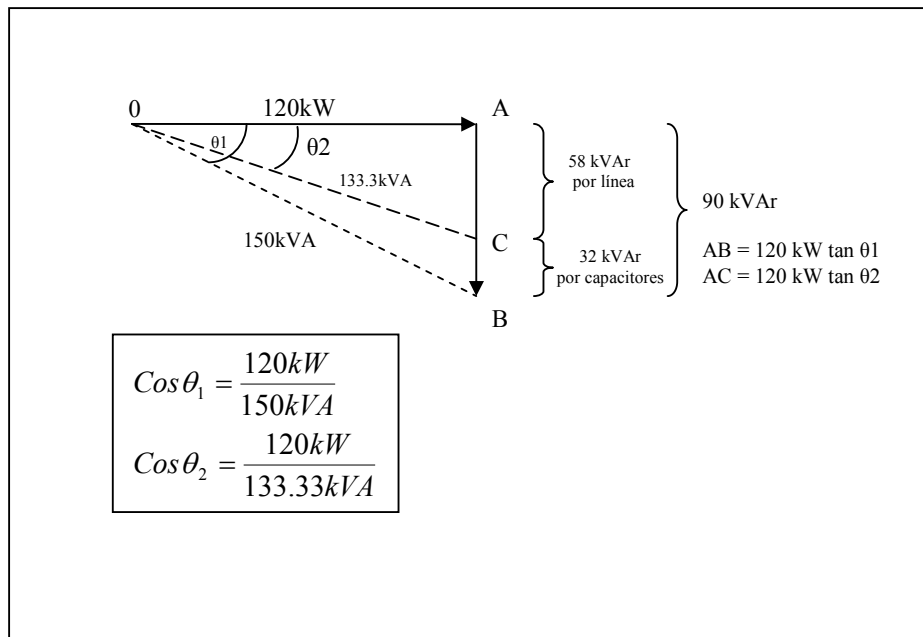 0
120kW
A
θ1
θ2
133.3kVA
150kVA
C
B
58 kVAr
por línea
32 kVAr
por capacitores
90 kVAr
AB = 120 kW tan θ1
AC = 120 kW tan θ2
Cosθ₁ = 120kW / 150kVA
Cosθ₂ = 120kW / 133.33kVA